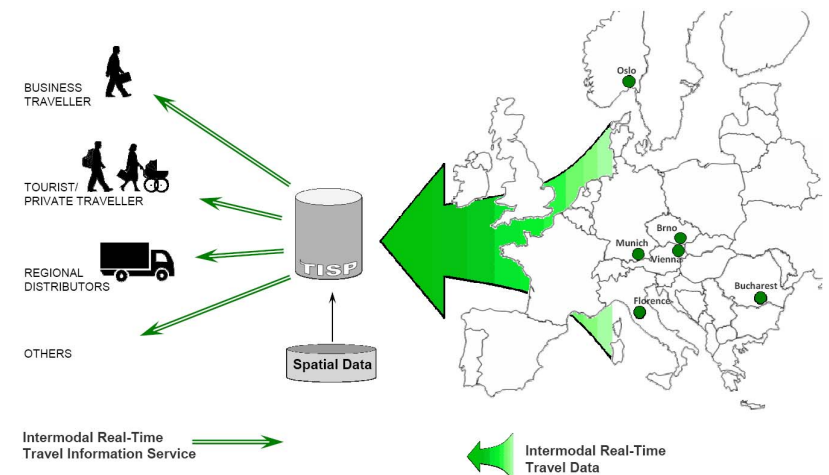 BUSINESS
TRAVELLER
TOURIST/
PRIVATE TRAVELLER
REGIONAL
DISTRIBUTORS
OTHERS
TISP
Spatial Data
Oslo
Brno
Munich
Vienna
Bucharest
Florence
Intermodal Real-Time
Travel Information Service
Intermodal Real-Time
Travel Data